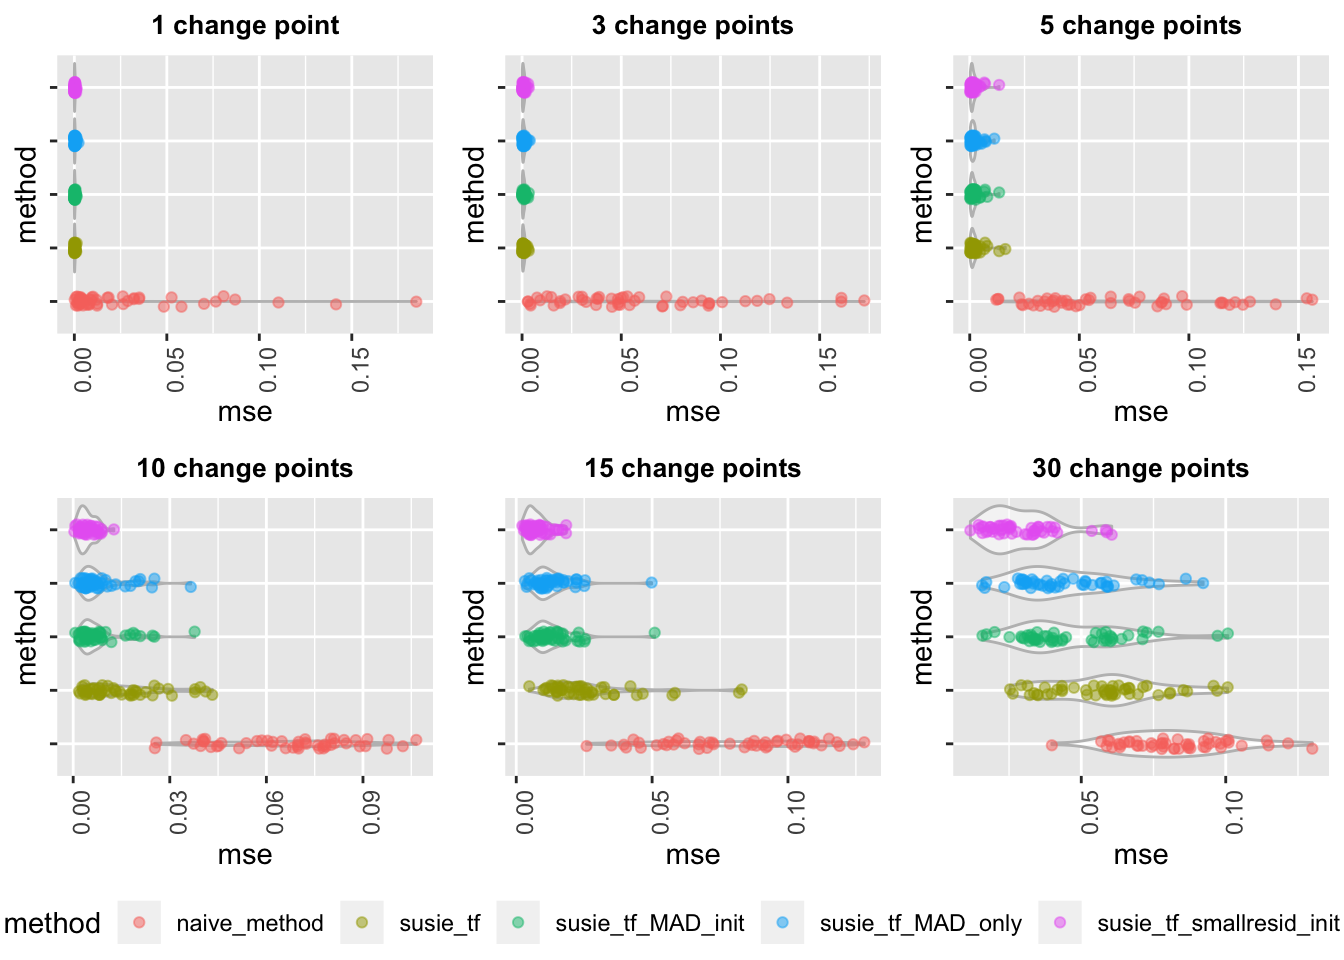 1 change point
3 change points
5 change points
method
method
method
0.00 0.05 0.10 0.15
0.00 0.05 0.10 0.15
0.00 0.05 0.10 0.15
mse
mse
mse
10 change points
15 change points
30 change points
method
method
method
0.00 0.03 0.06 0.09
0.00 0.05 0.10
0.05 0.10
mse
mse
mse
method naive_method susie_tf susie_tf_MAD_init susie_tf_MAD_only susie_tf_smallresid_init